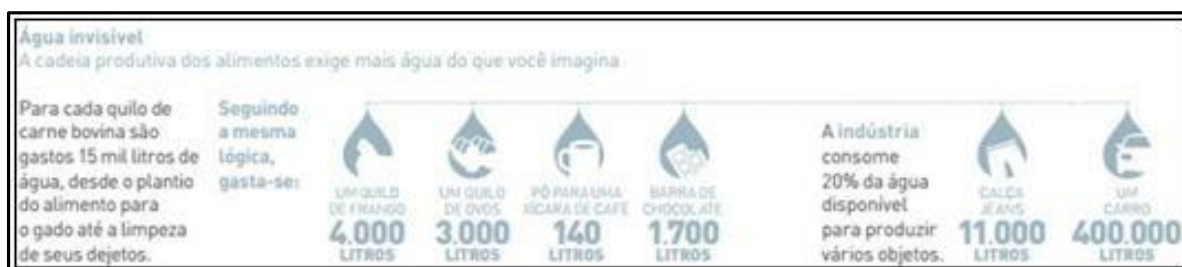 Água invisível
A cadeia produtiva dos alimentos exige mais água do que você imagina
Para cada quilo de
carne bovina são
gastos 15 mil litros de
água, desde o plantio
do alimento para
o gado até a limpeza
de seus dejetos.
Seguindo
a mesma
lógica,
gasta-se:
UM QUILO
DE FRANGO
4.000
LITROS
UM QUILO
DE OVOS
3.000
LITROS
PÓ PARA UMA
XÍCARA DE CAFÉ
140
LITROS
BARRA DE
CHOCOLATE
1.700
LITROS
A indústria
consome
20% da água
disponível
para produzir
vários objetos.
CALÇA
JEANS
11.000
LITROS
UM
CARRO
400.000
LITROS